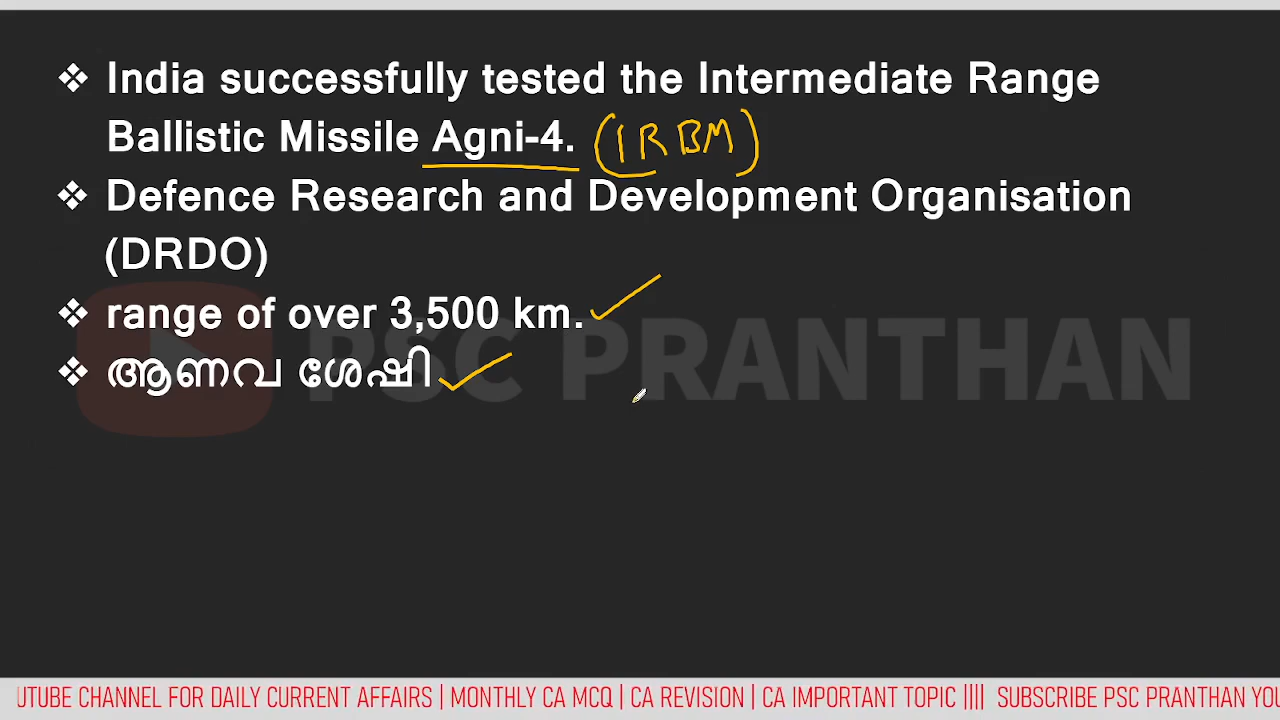 ❖ India successfully tested the Intermediate Range
Ballistic Missile Agni-4. (IRBM)
❖ Defence Research and Development Organisation
(DRDO)
❖ range of over 3,500 km.
❖ ആണവ ശേഷി
PSC PRANTHAN
UTUBE CHANNEL FOR DAILY CURRENT AFFAIRS | MONTHLY CA MCQ | CA REVISION | CA IMPORTANT TOPIC |||| SUBSCRIBE PSC PRANTHAN YO